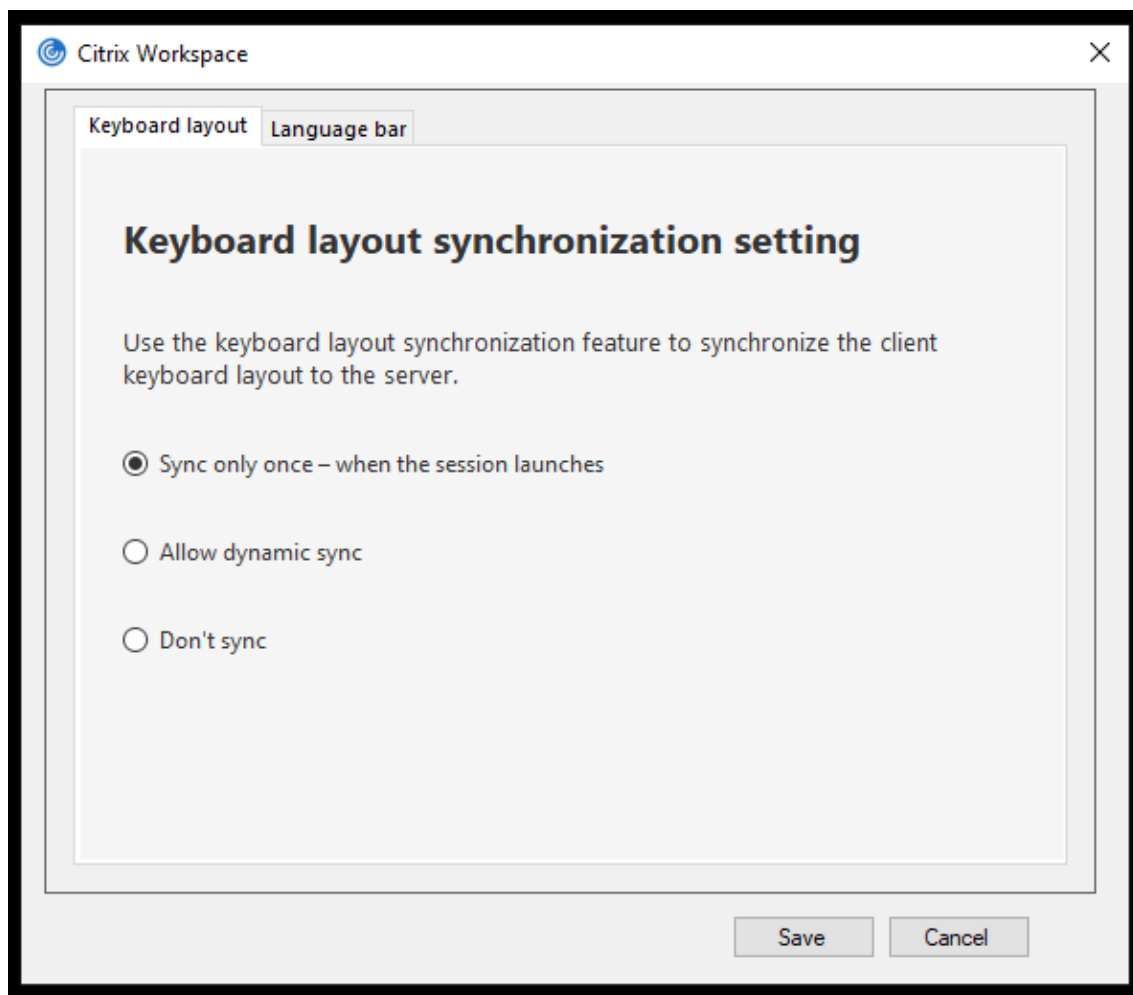 Citrix Workspace
Keyboard layout
Language bar
Keyboard layout synchronization setting
Use the keyboard layout synchronization feature to synchronize the client
keyboard layout to the server.
Sync only once – when the session launches
Allow dynamic sync
Don't sync
Save
Cancel